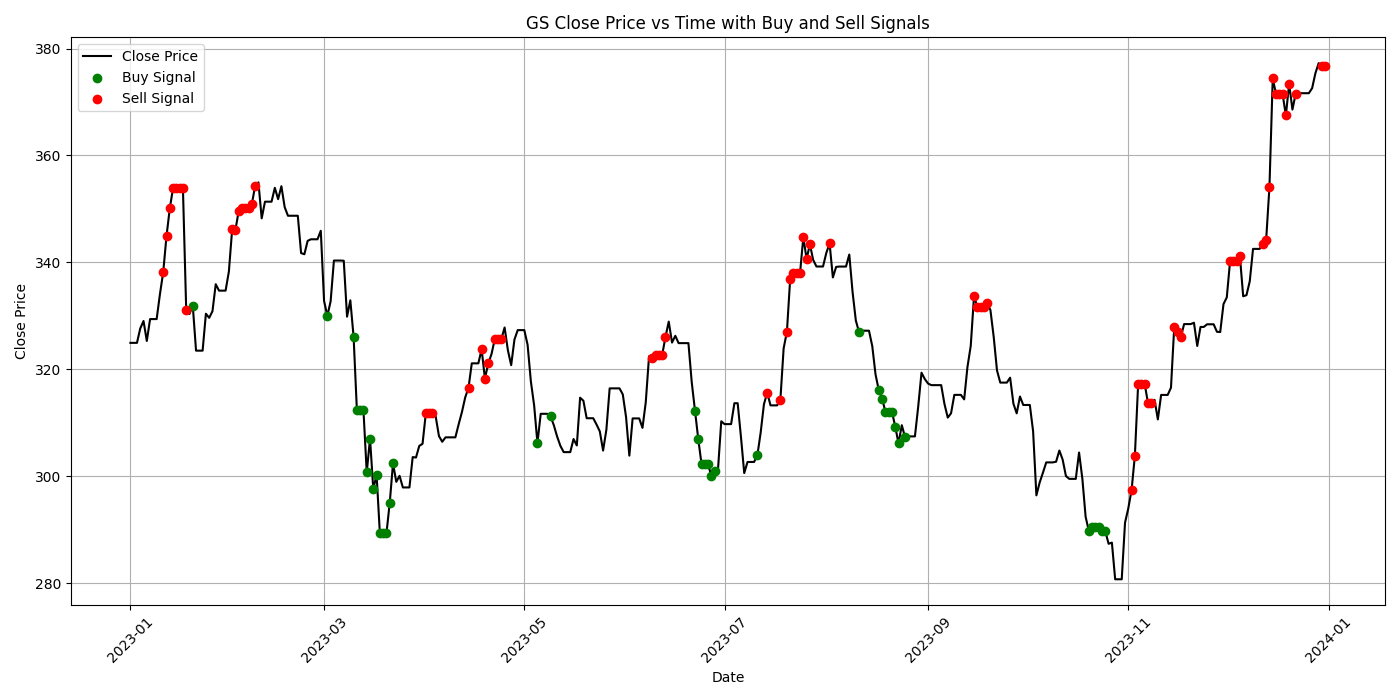 GS Close Price vs Time with Buy and Sell Signals
Close Price
Buy Signal
Sell Signal
Close Price
380
360
340
320
300
280
2023-01
2023-03
2023-05
2023-07
2023-09
2023-11
2024-01
Date